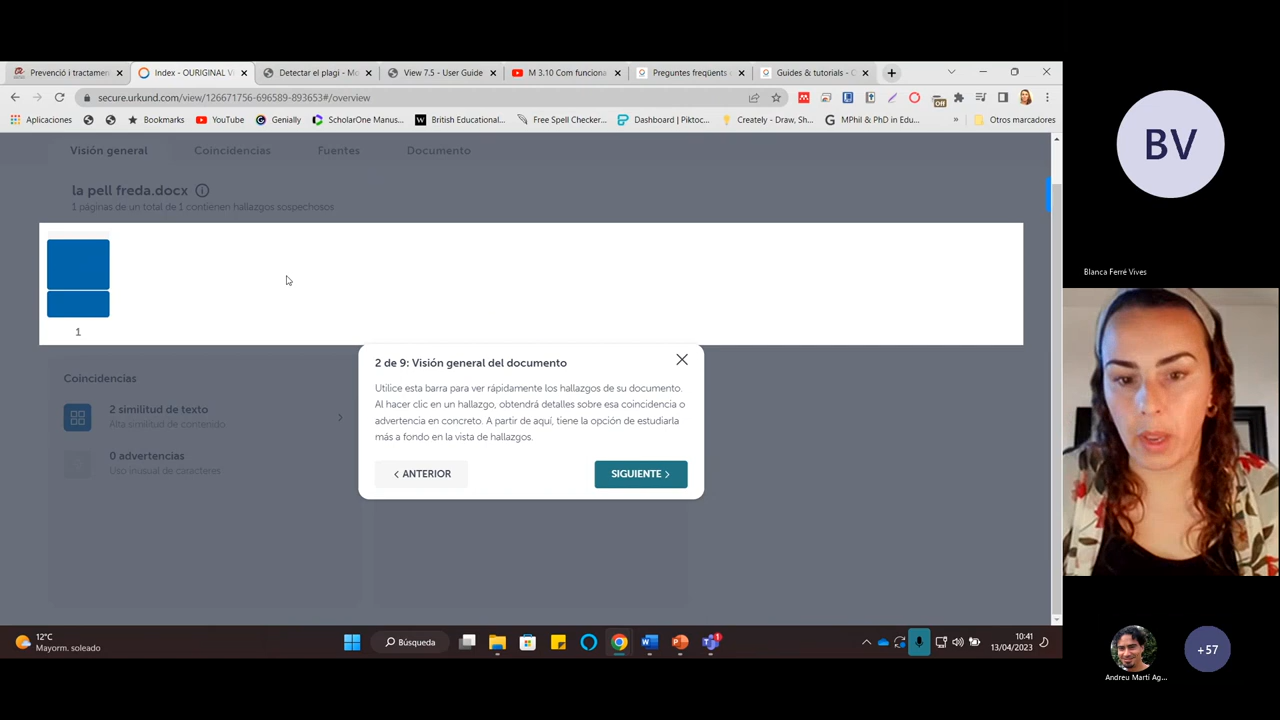 Prevenció i tractamen
Index - OURIGINAL V
Detectar el plagi - Mo
View 7.5 - User Guide
M 3.10 Com funciona
Preguntes freqüents
Guides & tutorials - O
secure.urkund.com/view/126671756-696589-893653#/overview
Off
Aplicaciones
Bookmarks
YouTube
Genially
ScholarOne Manus...
British Educational...
Free Spell Checker...
Dashboard | Piktoc...
Creately - Draw, Sh...
MPhil & PhD in Edu...
»
Otros marcadores
Visión general
Coincidencias
Fuentes
Documento
la pell freda.docx
1 páginas de un total de 1 contienen hallazgos sospechosos
1
Coincidencias
2 similitud de texto
Alta similitud de contenido
0 advertencias
Uso inusual de caracteres
2 de 9: Visión general del documento
Utilice esta barra para ver rápidamente los hallazgos de su documento.
Al hacer clic en un hallazgo, obtendrá detalles sobre esa coincidencia o
advertencia en concreto. A partir de aquí, tiene la opción de estudiarla
más a fondo en la vista de hallazgos.
ANTERIOR
SIGUIENTE
12°C
Mayorm. soleado
Búsqueda
1
10:41
13/04/2023
BV
Blanca Ferré Vives
Andreu Martí Ag...
+57